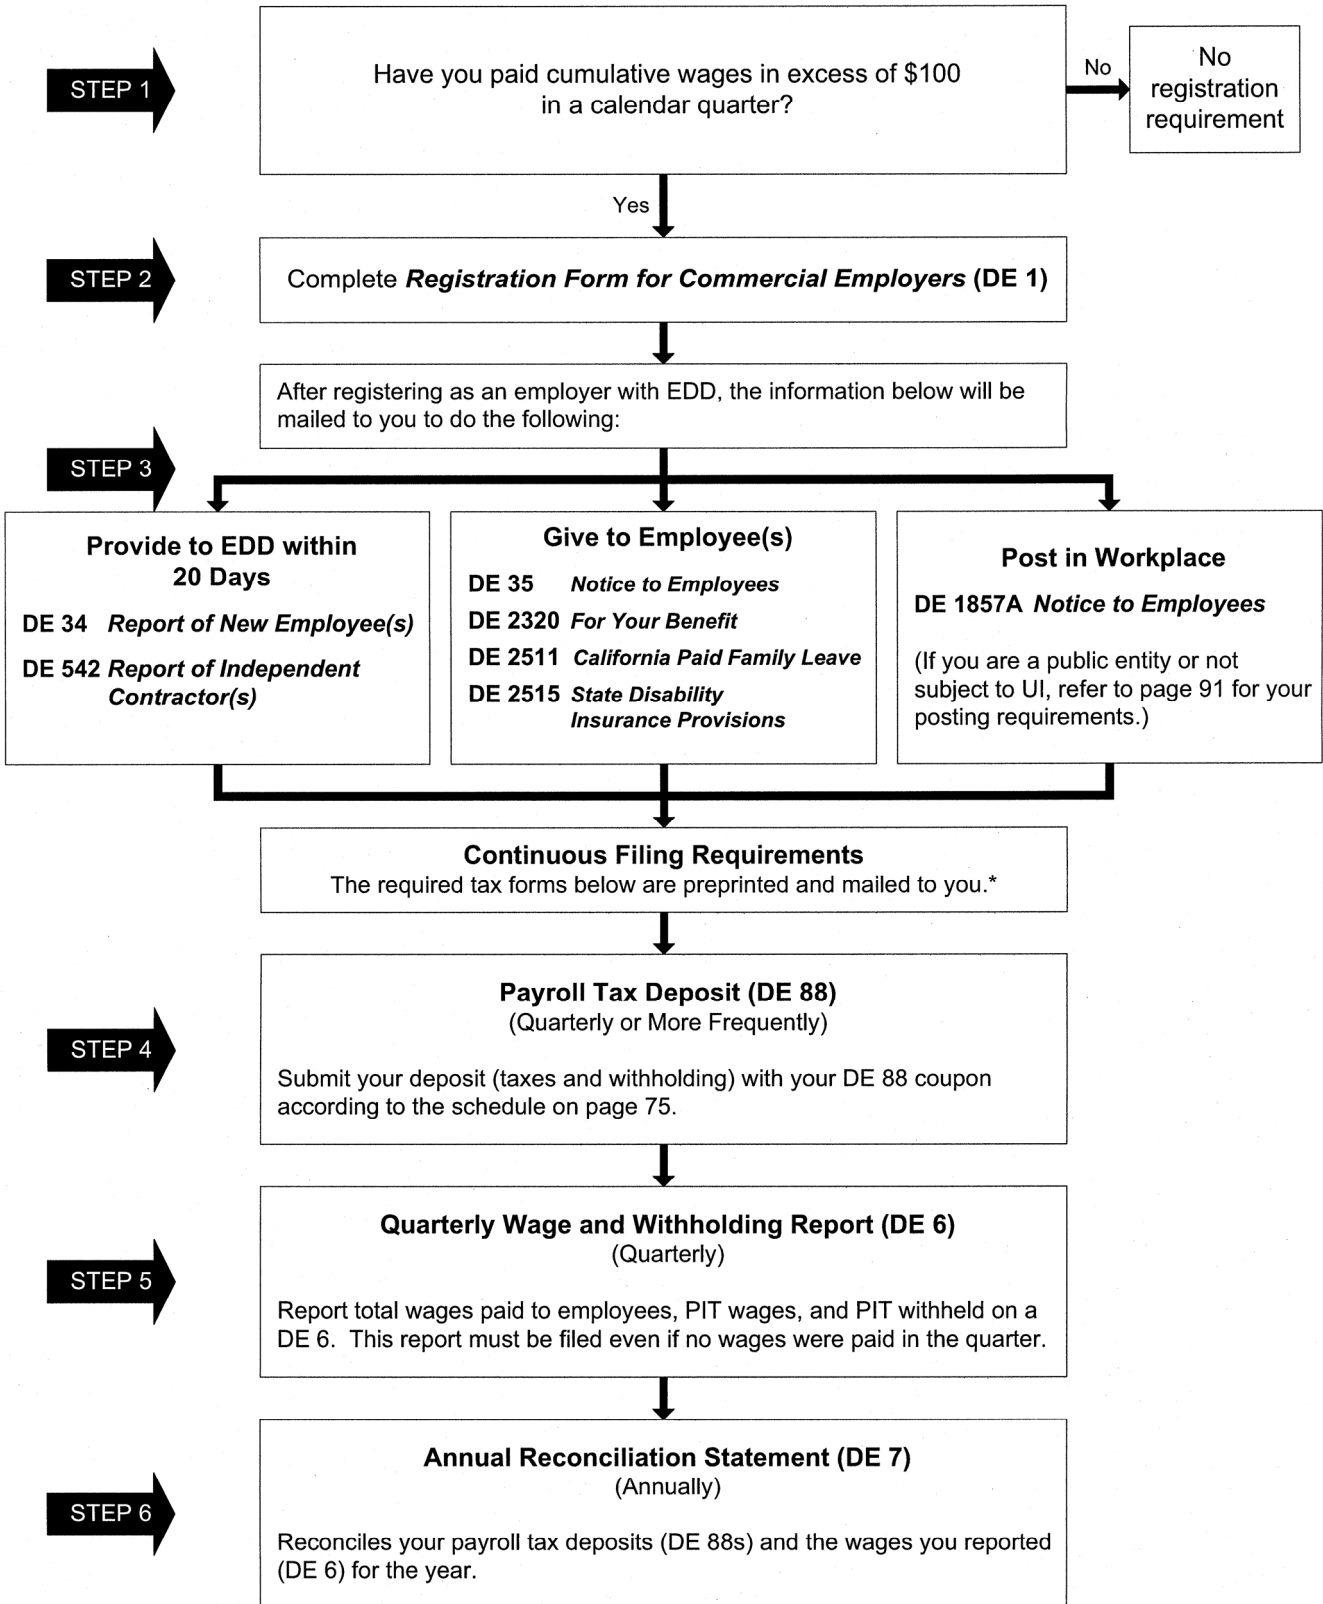 STEP 1
Have you paid cumulative wages in excess of $100
in a calendar quarter?
No
No
registration
requirement
Yes
STEP 2
Complete Registration Form for Commercial Employers (DE 1)
After registering as an employer with EDD, the information below will be
mailed to you to do the following:
STEP 3
Provide to EDD within
20 Days
DE 34 Report of New Employee(s)
DE 542 Report of Independent
Contractor(s)
Give to Employee(s)
DE 35 Notice to Employees
DE 2320 For Your Benefit
DE 2511 California Paid Family Leave
DE 2515 State Disability
Insurance Provisions
Post in Workplace
DE 1857A Notice to Employees
(If you are a public entity or not
subject to UI, refer to page 91 for your
posting requirements.)
Continuous Filing Requirements
The required tax forms below are preprinted and mailed to you.*
STEP 4
Payroll Tax Deposit (DE 88)
(Quarterly or More Frequently)
Submit your deposit (taxes and withholding) with your DE 88 coupon
according to the schedule on page 75.
STEP 5
Quarterly Wage and Withholding Report (DE 6)
(Quarterly)
Report total wages paid to employees, PIT wages, and PIT withheld on a
DE 6. This report must be filed even if no wages were paid in the quarter.
STEP 6
Annual Reconciliation Statement (DE 7)
(Annually)
Reconciles your payroll tax deposits (DE 88s) and the wages you reported
(DE 6) for the year.